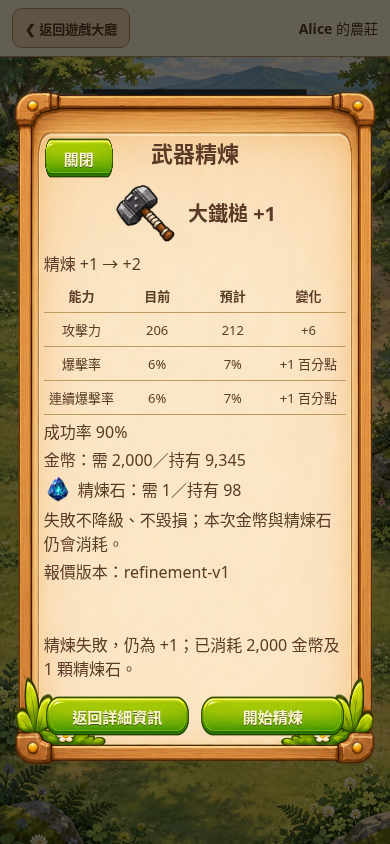 ❮ 返回遊戲大廳
Alice 的農莊
關閉
武器精煉
大鐵槌 +1
精煉 +1 → +2
能力 目前 預計 變化
攻擊力 206 212 +6
爆擊率 6% 7% +1 百分點
連續爆擊率 6% 7% +1 百分點
成功率 90%
金幣：需 2,000／持有 9,345
精煉石：需 1／持有 98
失敗不降級、不毀損；本次金幣與精煉石
仍會消耗。
報價版本：refinement-v1
精煉失敗，仍為 +1；已消耗 2,000 金幣及
1 顆精煉石。
返回詳細資訊
開始精煉